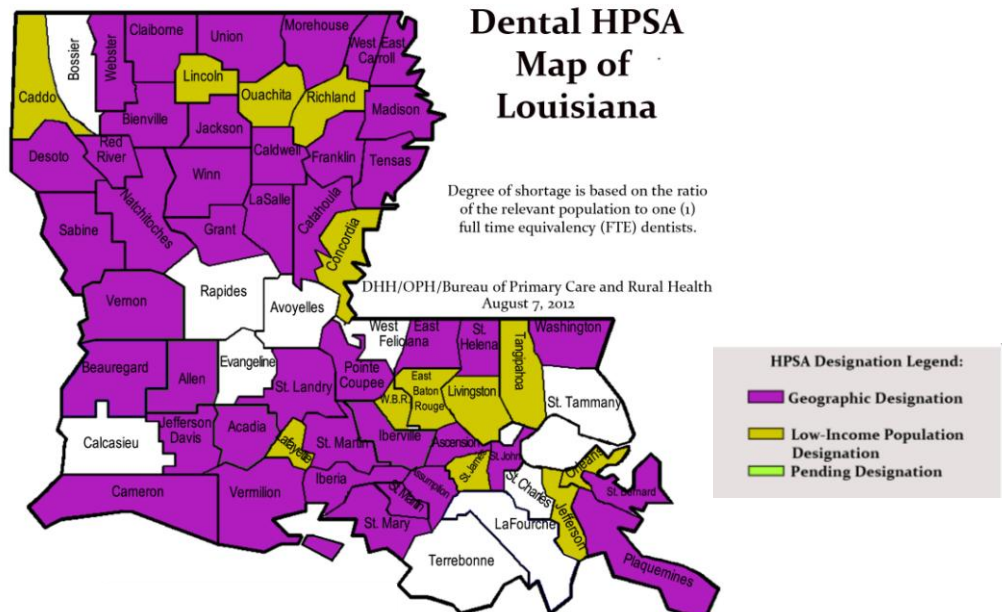 Dental HPSA
Map of
Louisiana
Degree of shortage is based on the ratio
of the relevant population to one (1)
full time equivalency (FTE) dentists.
DHH/OPH/Bureau of Primary Care and Rural Health
August 7, 2012
HPSA Designation Legend:
Geographic Designation
Low-Income Population
Designation
Pending Designation
Caddo
Bossier
Webster
Claiborne
Union
Morehouse
West
Carroll
East
Lincoln
Ouachita
Richland
Madison
Bienville
Jackson
Desoto
Red
River
Caldwell
Franklin
Tensas
Winn
Natchitoches
LaSalle
Catahoula
Sabine
Grant
Concordia
Vernon
Rapides
Avoyelles
West
Feliciana
East
St.
Helena
Tangipahoa
Washington
Beauregard
Allen
Evangeline
St. Landry
Pointe
Coupee
W.B.R.
East
Baton
Rouge
Livingston
St. Tammany
Calcasieu
Jefferson
Davis
Acadia
Lafayette
St. Martin
Iberville
Ascension
St. James
St. John
Orleans
Cameron
Vermilion
Iberia
St. Martin
Assumption
St. Charles
Jefferson
St. Bernard
St. Mary
LaFourche
Terrebonne
Plaquemines